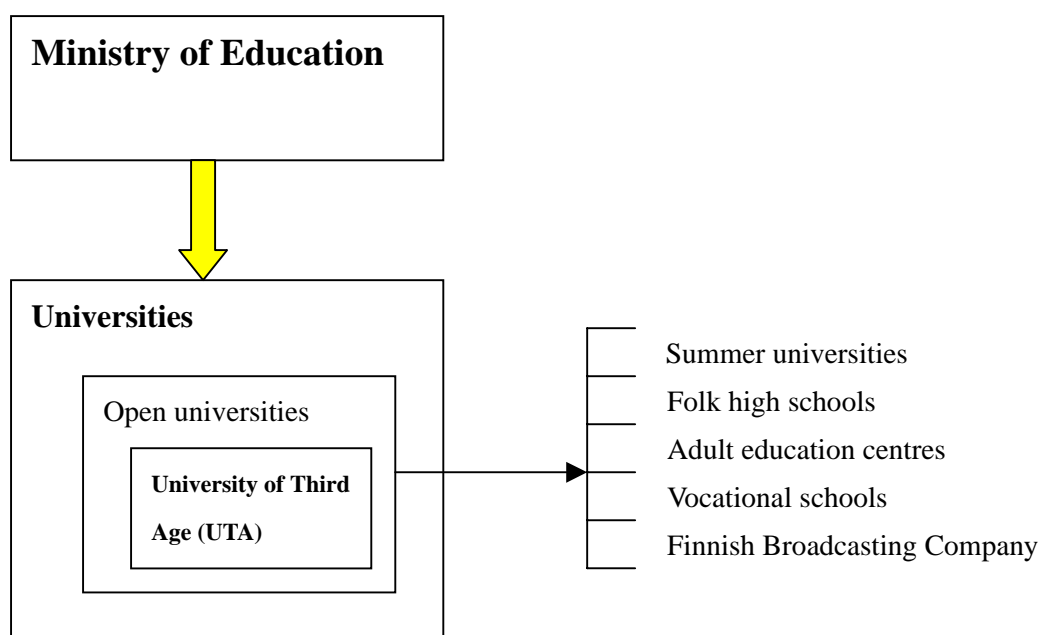 Ministry of Education
Universities
Open universities
University of Third
Age (UTA)
Summer universities
Folk high schools
Adult education centres
Vocational schools
Finnish Broadcasting Company